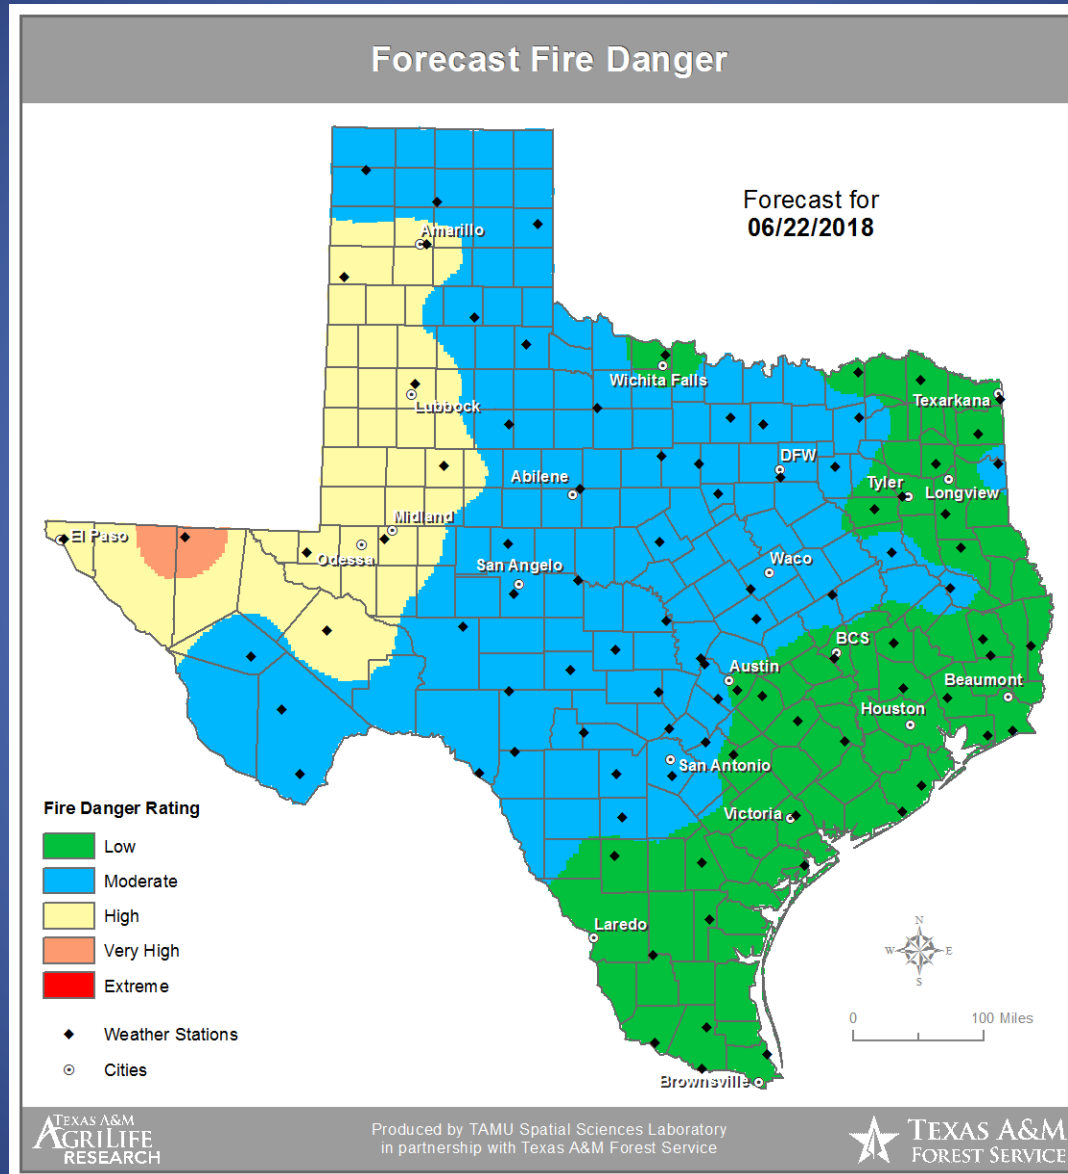 Forecast Fire Danger
Forecast for
06/22/2018
Amarillo
Wichita Falls
Texarkana
Lubbock
DFW
Abilene
Tyler
Longview
Midland
El Paso
Odessa
San Angelo
Waco
BCS
Austin
Beaumont
Houston
San Antonio
Victoria
Fire Danger Rating
Low
Moderate
High
Very High
Extreme
Weather Stations
Cities
Laredo
N
W
E
S
0
100 Miles
Brownsville
TEXAS A&M
AGRILIFE
RESEARCH
Produced by TAMU Spatial Sciences Laboratory
in partnership with Texas A&M Forest Service
TEXAS A&M
FOREST SERVICE